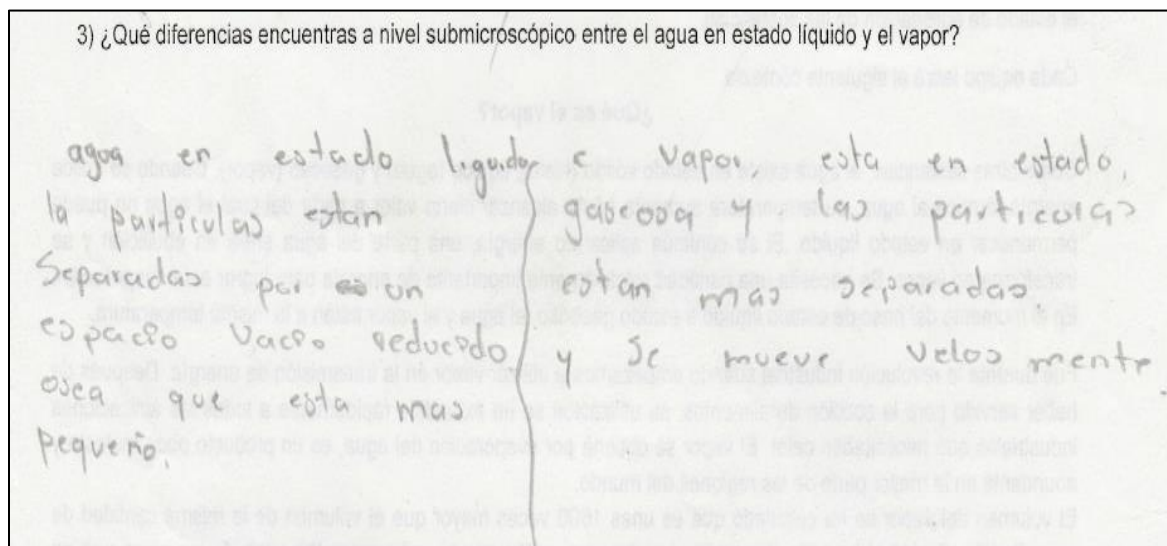 3) ¿Qué diferencias encuentras a nivel submicroscópico entre el agua en estado líquido y el vapor?
agua en estado liquido
la particulas estan
separadas por un
espacio vacio reducido
osea que esta mas
pequeño.
e vapor esta en estado
gaseosa y las particulas
estan mas separadas
y se mueve velos mente